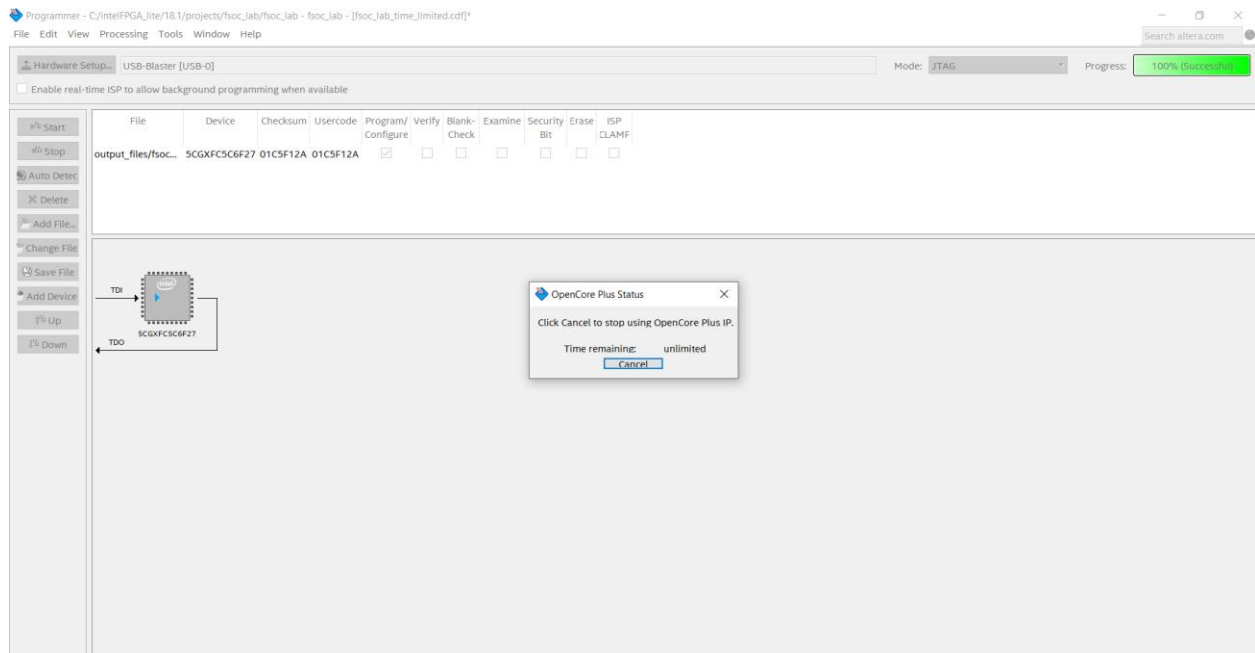 Programmer - C:/intelFPGA_lite/18.1/projects/fsoc_lab/fsoc_lab - fsoc_lab - [fsoc_lab_time_limited.cdf]*
File Edit View Processing Tools Window Help
Search altera.com
Hardware Setup... USB-Blaster [USB-0] Mode: JTAG Progress: 100% (Successful)
Enable real-time ISP to allow background programming when available
Start
Stop
Auto Detec
Delete
Add File...
Change File
Save File
Add Device
Up
Down
File Device Checksum Usercode Program/ Verify Blank- Examine Security Erase ISP
Configure Check Bit CLAMP
output_files/fsoc... 5CGXFC5C6F27 01C5F12A 01C5F12A
TDI
(intel)
5CGXFC5C6F27
TDO
OpenCore Plus Status
Click Cancel to stop using OpenCore Plus IP.
Time remaining: unlimited
Cancel